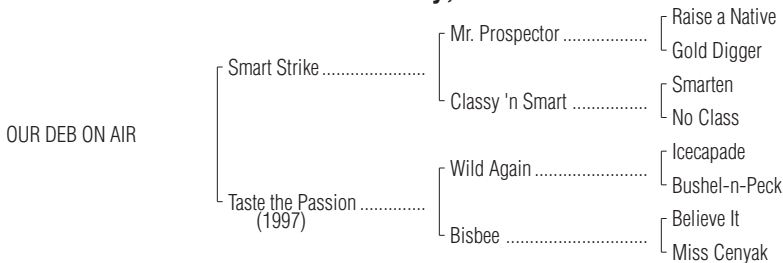 Raise a Native
Mr. Prospector ..................
Gold Digger
Smart Strike......................
Smarten
Classy 'n Smart ................
No Class
OUR DEB ON AIR
Icecapade
Wild Again ........................
Bushel-n-Peck
Taste the Passion ..............
(1997)
Believe It
Bisbee ..............................
Miss Cenyak